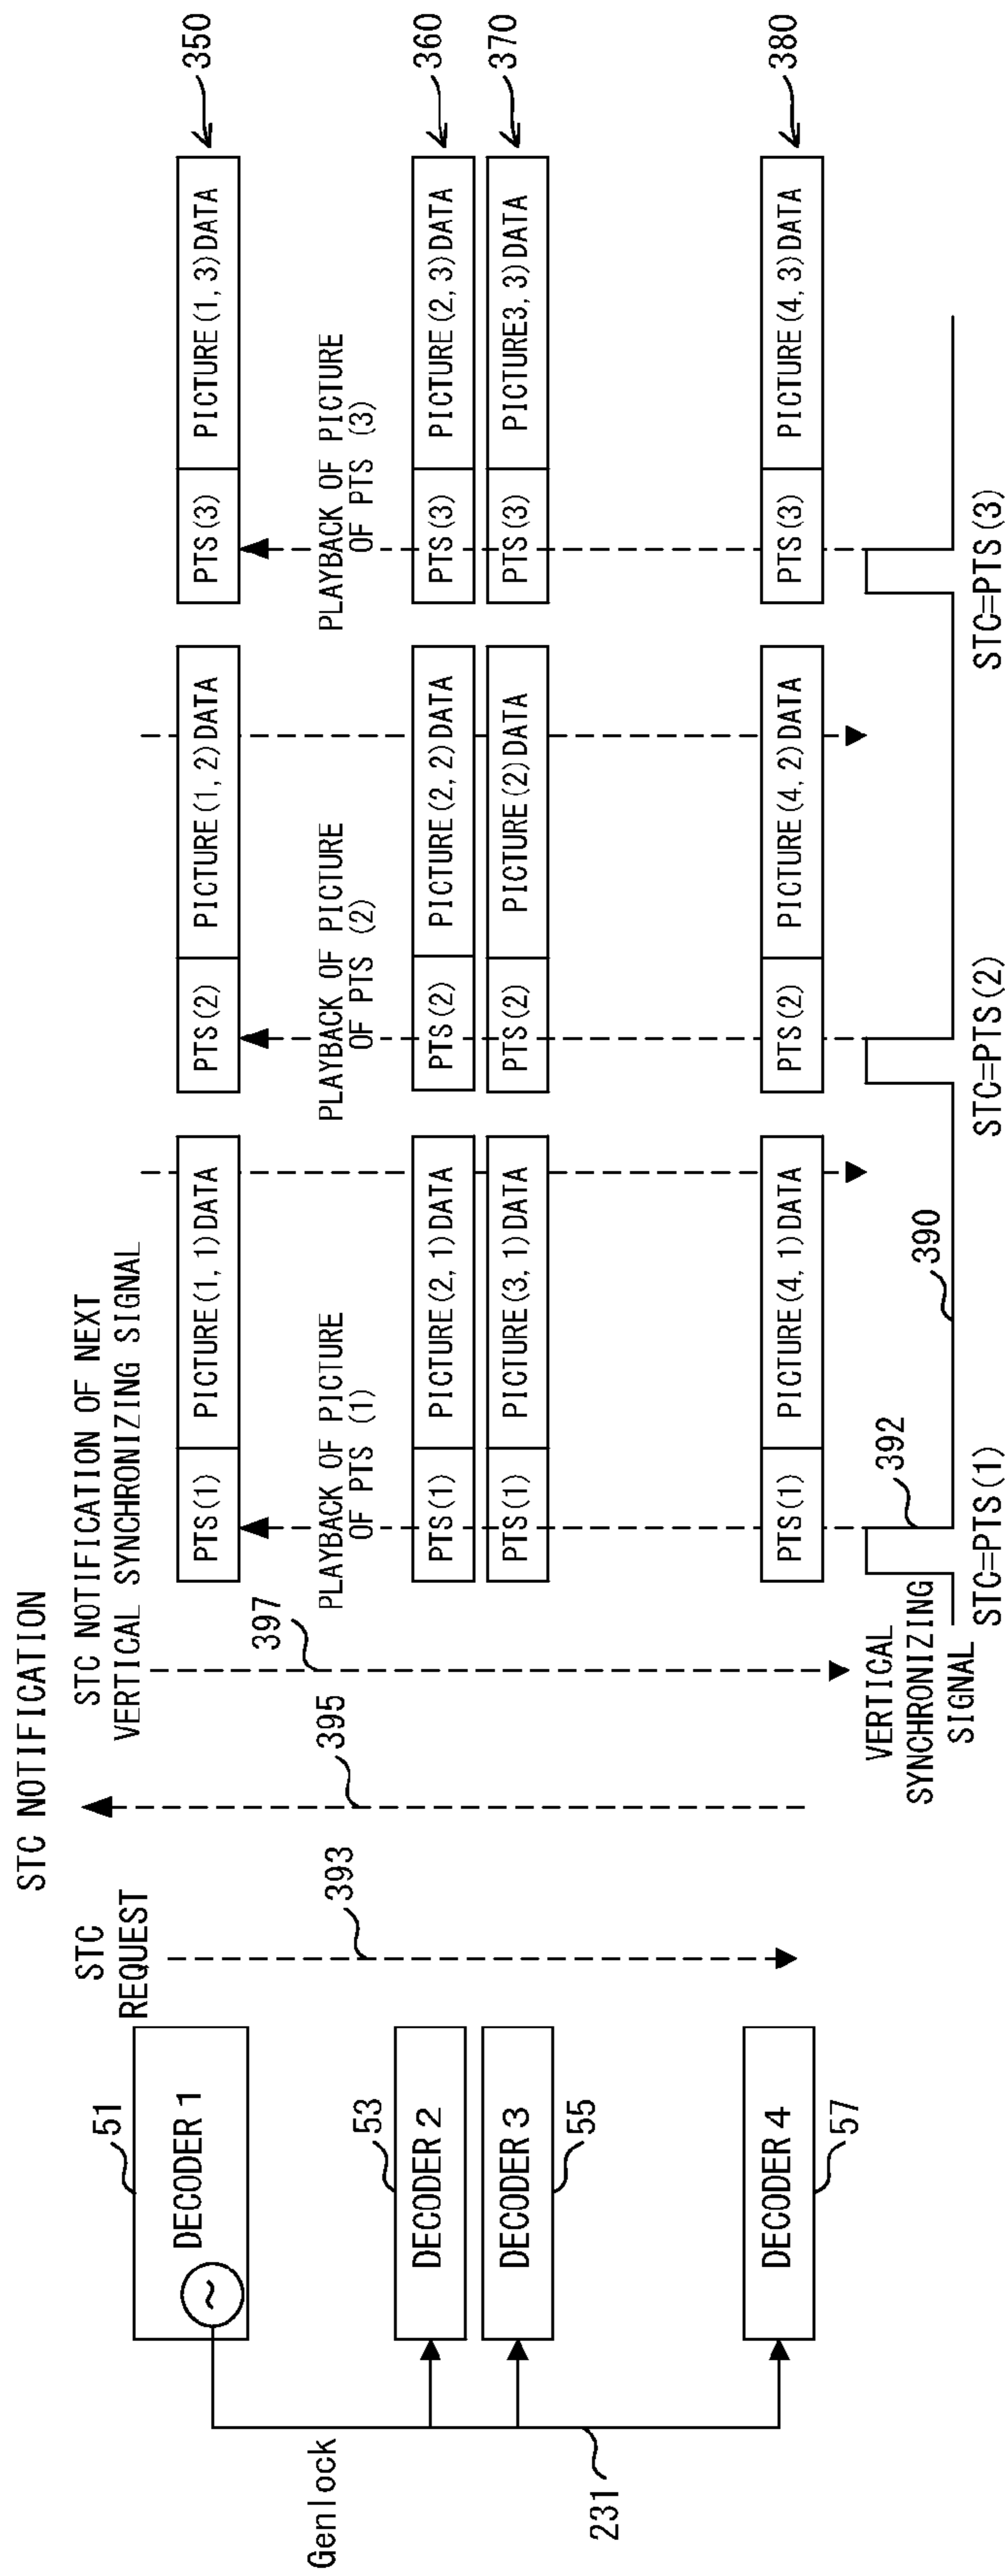 STC NOTIFICATION
STC NOTIFICATION OF NEXT
VERTICAL SYNCHRONIZING SIGNAL
STC
REQUEST
393
395
397
Genlock
231
51
DECODER 1
~
53
DECODER 2
DECODER 3
55
DECODER 4
57
PTS(1)
PICTURE(1,1)DATA
PTS(2)
PICTURE(1,2)DATA
PTS(3)
PICTURE(1,3)DATA
350
PLAYBACK OF PICTURE
OF PTS (1)
PLAYBACK OF PICTURE
OF PTS (2)
PLAYBACK OF PICTURE
OF PTS (3)
PTS(1)
PICTURE(2,1)DATA
PTS(2)
PICTURE(2,2)DATA
PTS(3)
PICTURE(2,3)DATA
360
PTS(1)
PICTURE(3,1)DATA
PTS(2)
PICTURE(2)DATA
PTS(3)
PICTURE3,3)DATA
370
PTS(1)
PICTURE(4,1)DATA
PTS(2)
PICTURE(4,2)DATA
PTS(3)
PICTURE(4,3)DATA
380
VERTICAL
SYNCHRONIZING
SIGNAL
392
390
STC=PTS(1)
STC=PTS(2)
STC=PTS(3)